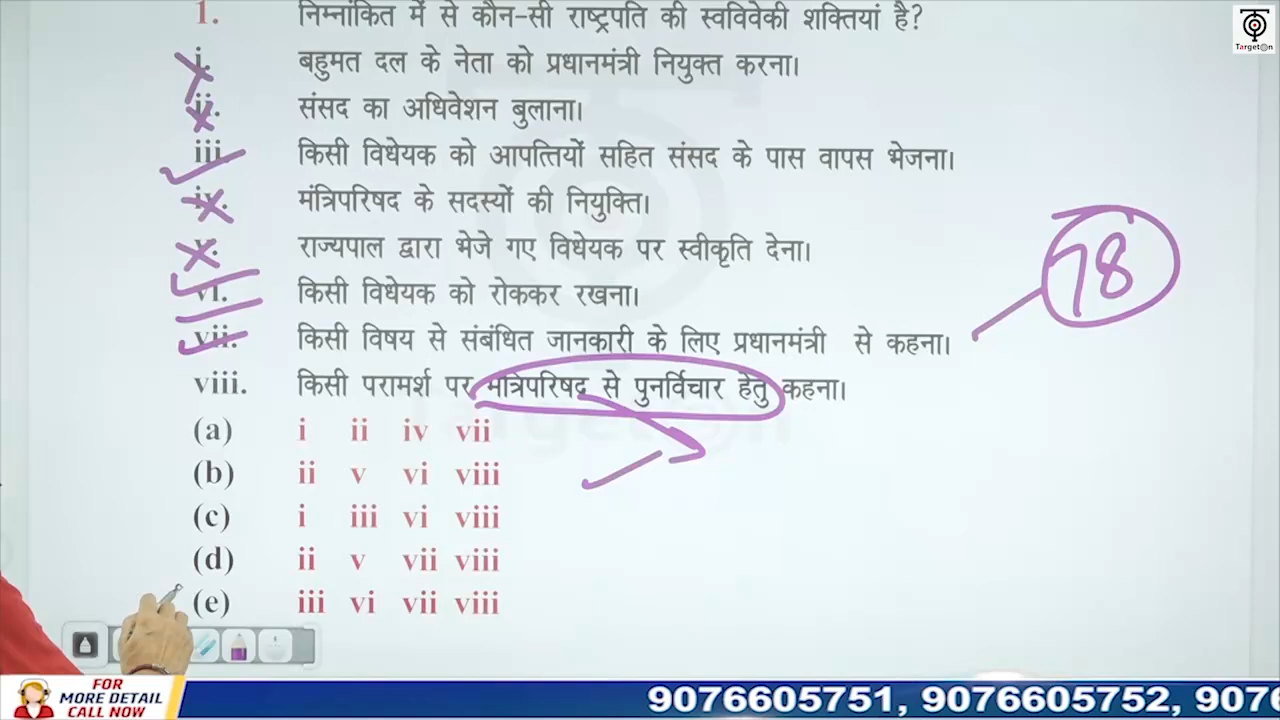 Target@n
1. निम्नांकित में से कौन-सी राष्ट्रपति की स्वविवेकी शक्तियां है?
i. बहुमत दल के नेता को प्रधानमंत्री नियुक्त करना।
ii. संसद का अधिवेशन बुलाना।
iii. किसी विधेयक को आपत्तियों सहित संसद के पास वापस भेजना।
iv. मंत्रिपरिषद के सदस्यों की नियुक्ति।
v. राज्यपाल द्वारा भेजे गए विधेयक पर स्वीकृति देना।
78
vi. किसी विधेयक को रोककर रखना।
vii. किसी विषय से संबंधित जानकारी के लिए प्रधानमंत्री से कहना।
viii. किसी परामर्श पर मंत्रिपरिषद से पुनर्विचार हेतु कहना।
(a) i ii iv vii
(b) ii v vi viii
(c) i iii vi viii
(d) ii v vii viii
(e) iii vi vii viii
FOR
MORE DETAIL
CALL NOW
9076605751, 9076605752, 9076